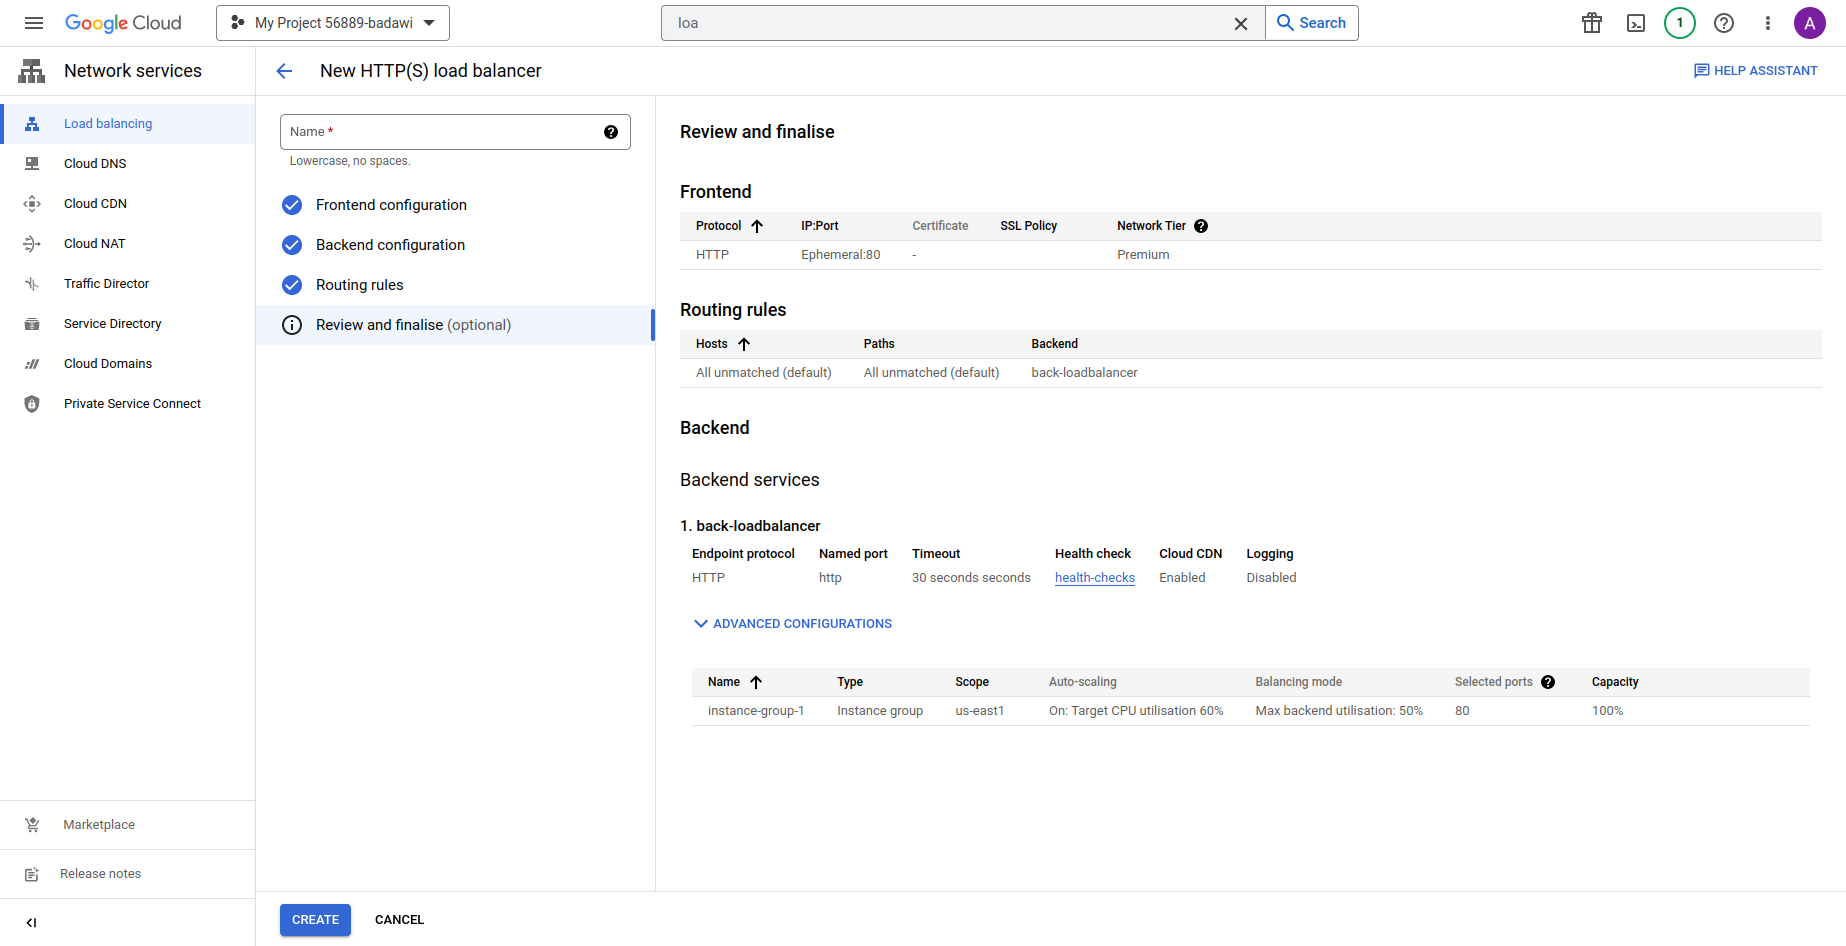 Google Cloud
My Project 56889-badawi
loa
Search
1
A
Network services
New HTTP(S) load balancer
HELP ASSISTANT
Load balancing
Cloud DNS
Cloud CDN
Cloud NAT
Traffic Director
Service Directory
Cloud Domains
Private Service Connect
Marketplace
Release notes
Name *
Lowercase, no spaces.
Frontend configuration
Backend configuration
Routing rules
Review and finalise (optional)
Review and finalise
Frontend
Protocol IP:Port Certificate SSL Policy Network Tier
HTTP Ephemeral:80 - Premium
Routing rules
Hosts Paths Backend
All unmatched (default) All unmatched (default) back-loadbalancer
Backend
Backend services
1. back-loadbalancer
Endpoint protocol Named port Timeout Health check Cloud CDN Logging
HTTP http 30 seconds seconds health-checks Enabled Disabled
ADVANCED CONFIGURATIONS
Name Type Scope Auto-scaling Balancing mode Selected ports Capacity
instance-group-1 Instance group us-east1 On: Target CPU utilisation 60% Max backend utilisation: 50% 80 100%
CREATE CANCEL